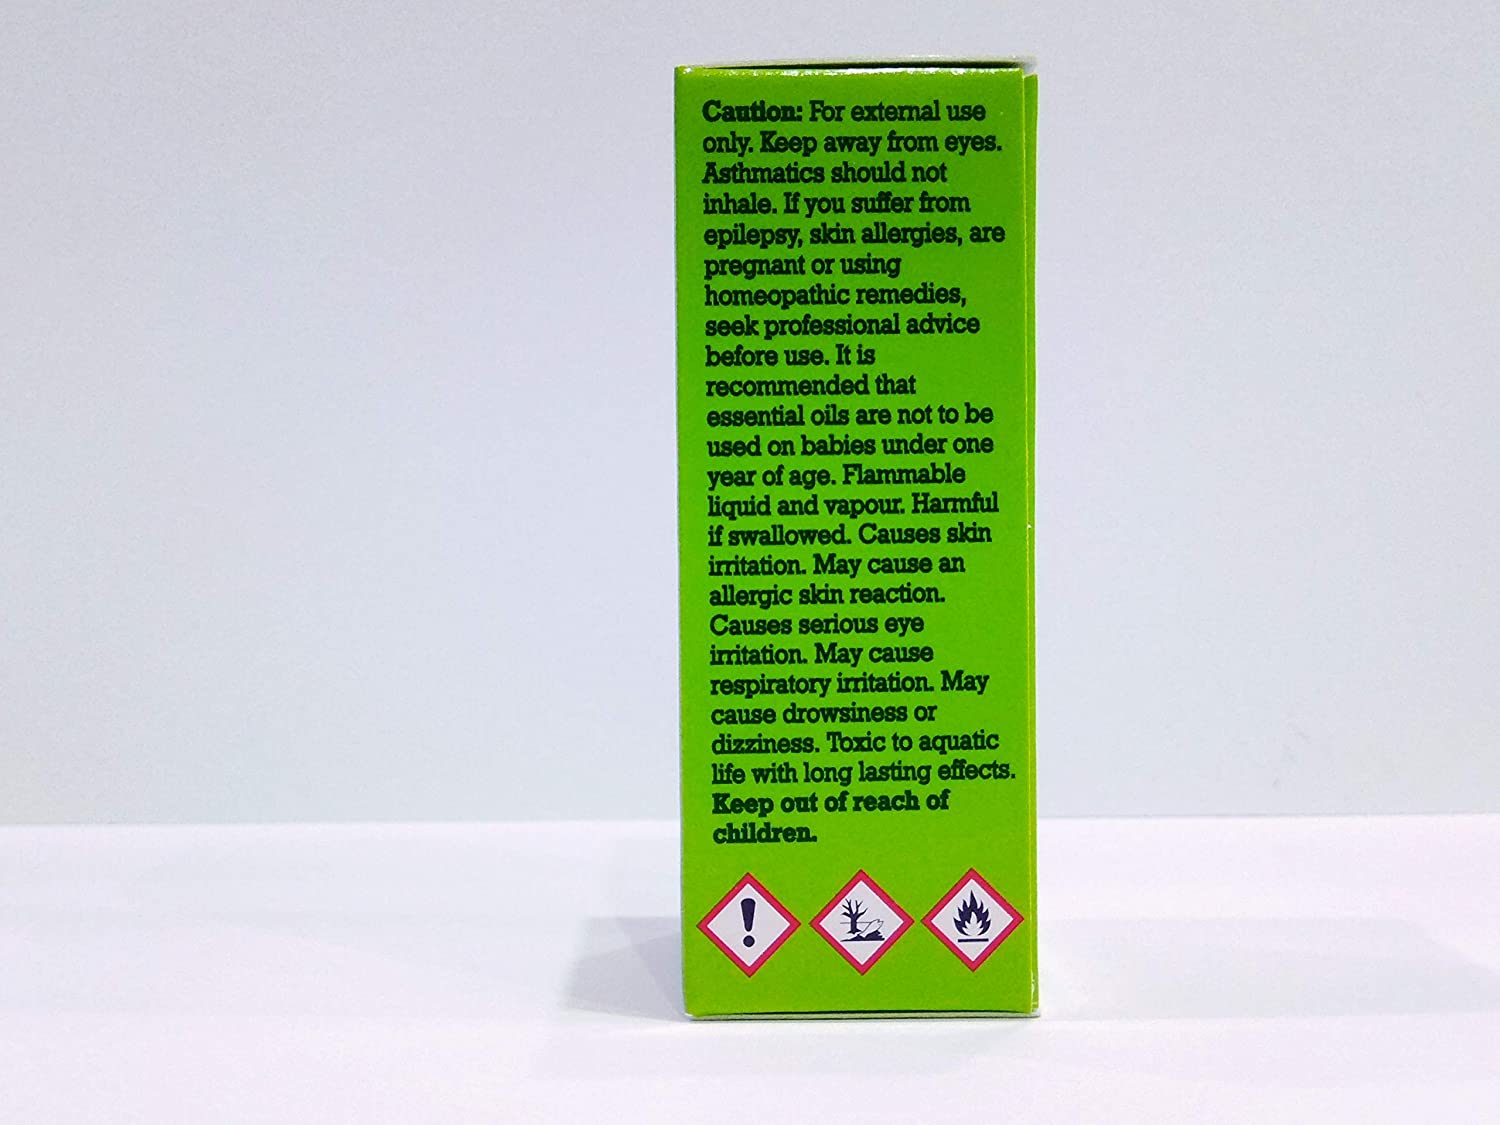 Caution: For external use
only. Keep away from eyes.
Asthmatics should not
inhale. If you suffer from
epilepsy, skin allergies, are
pregnant or using
homeopathic remedies,
seek professional advice
before use. It is
recommended that
essential oils are not to be
used on babies under one
year of age. Flammable
liquid and vapour. Harmful
if swallowed. Causes skin
irritation. May cause an
allergic skin reaction.
Causes serious eye
irritation. May cause
respiratory irritation. May
cause drowsiness or
dizziness. Toxic to aquatic
life with long lasting effects.
Keep out of reach of
children.